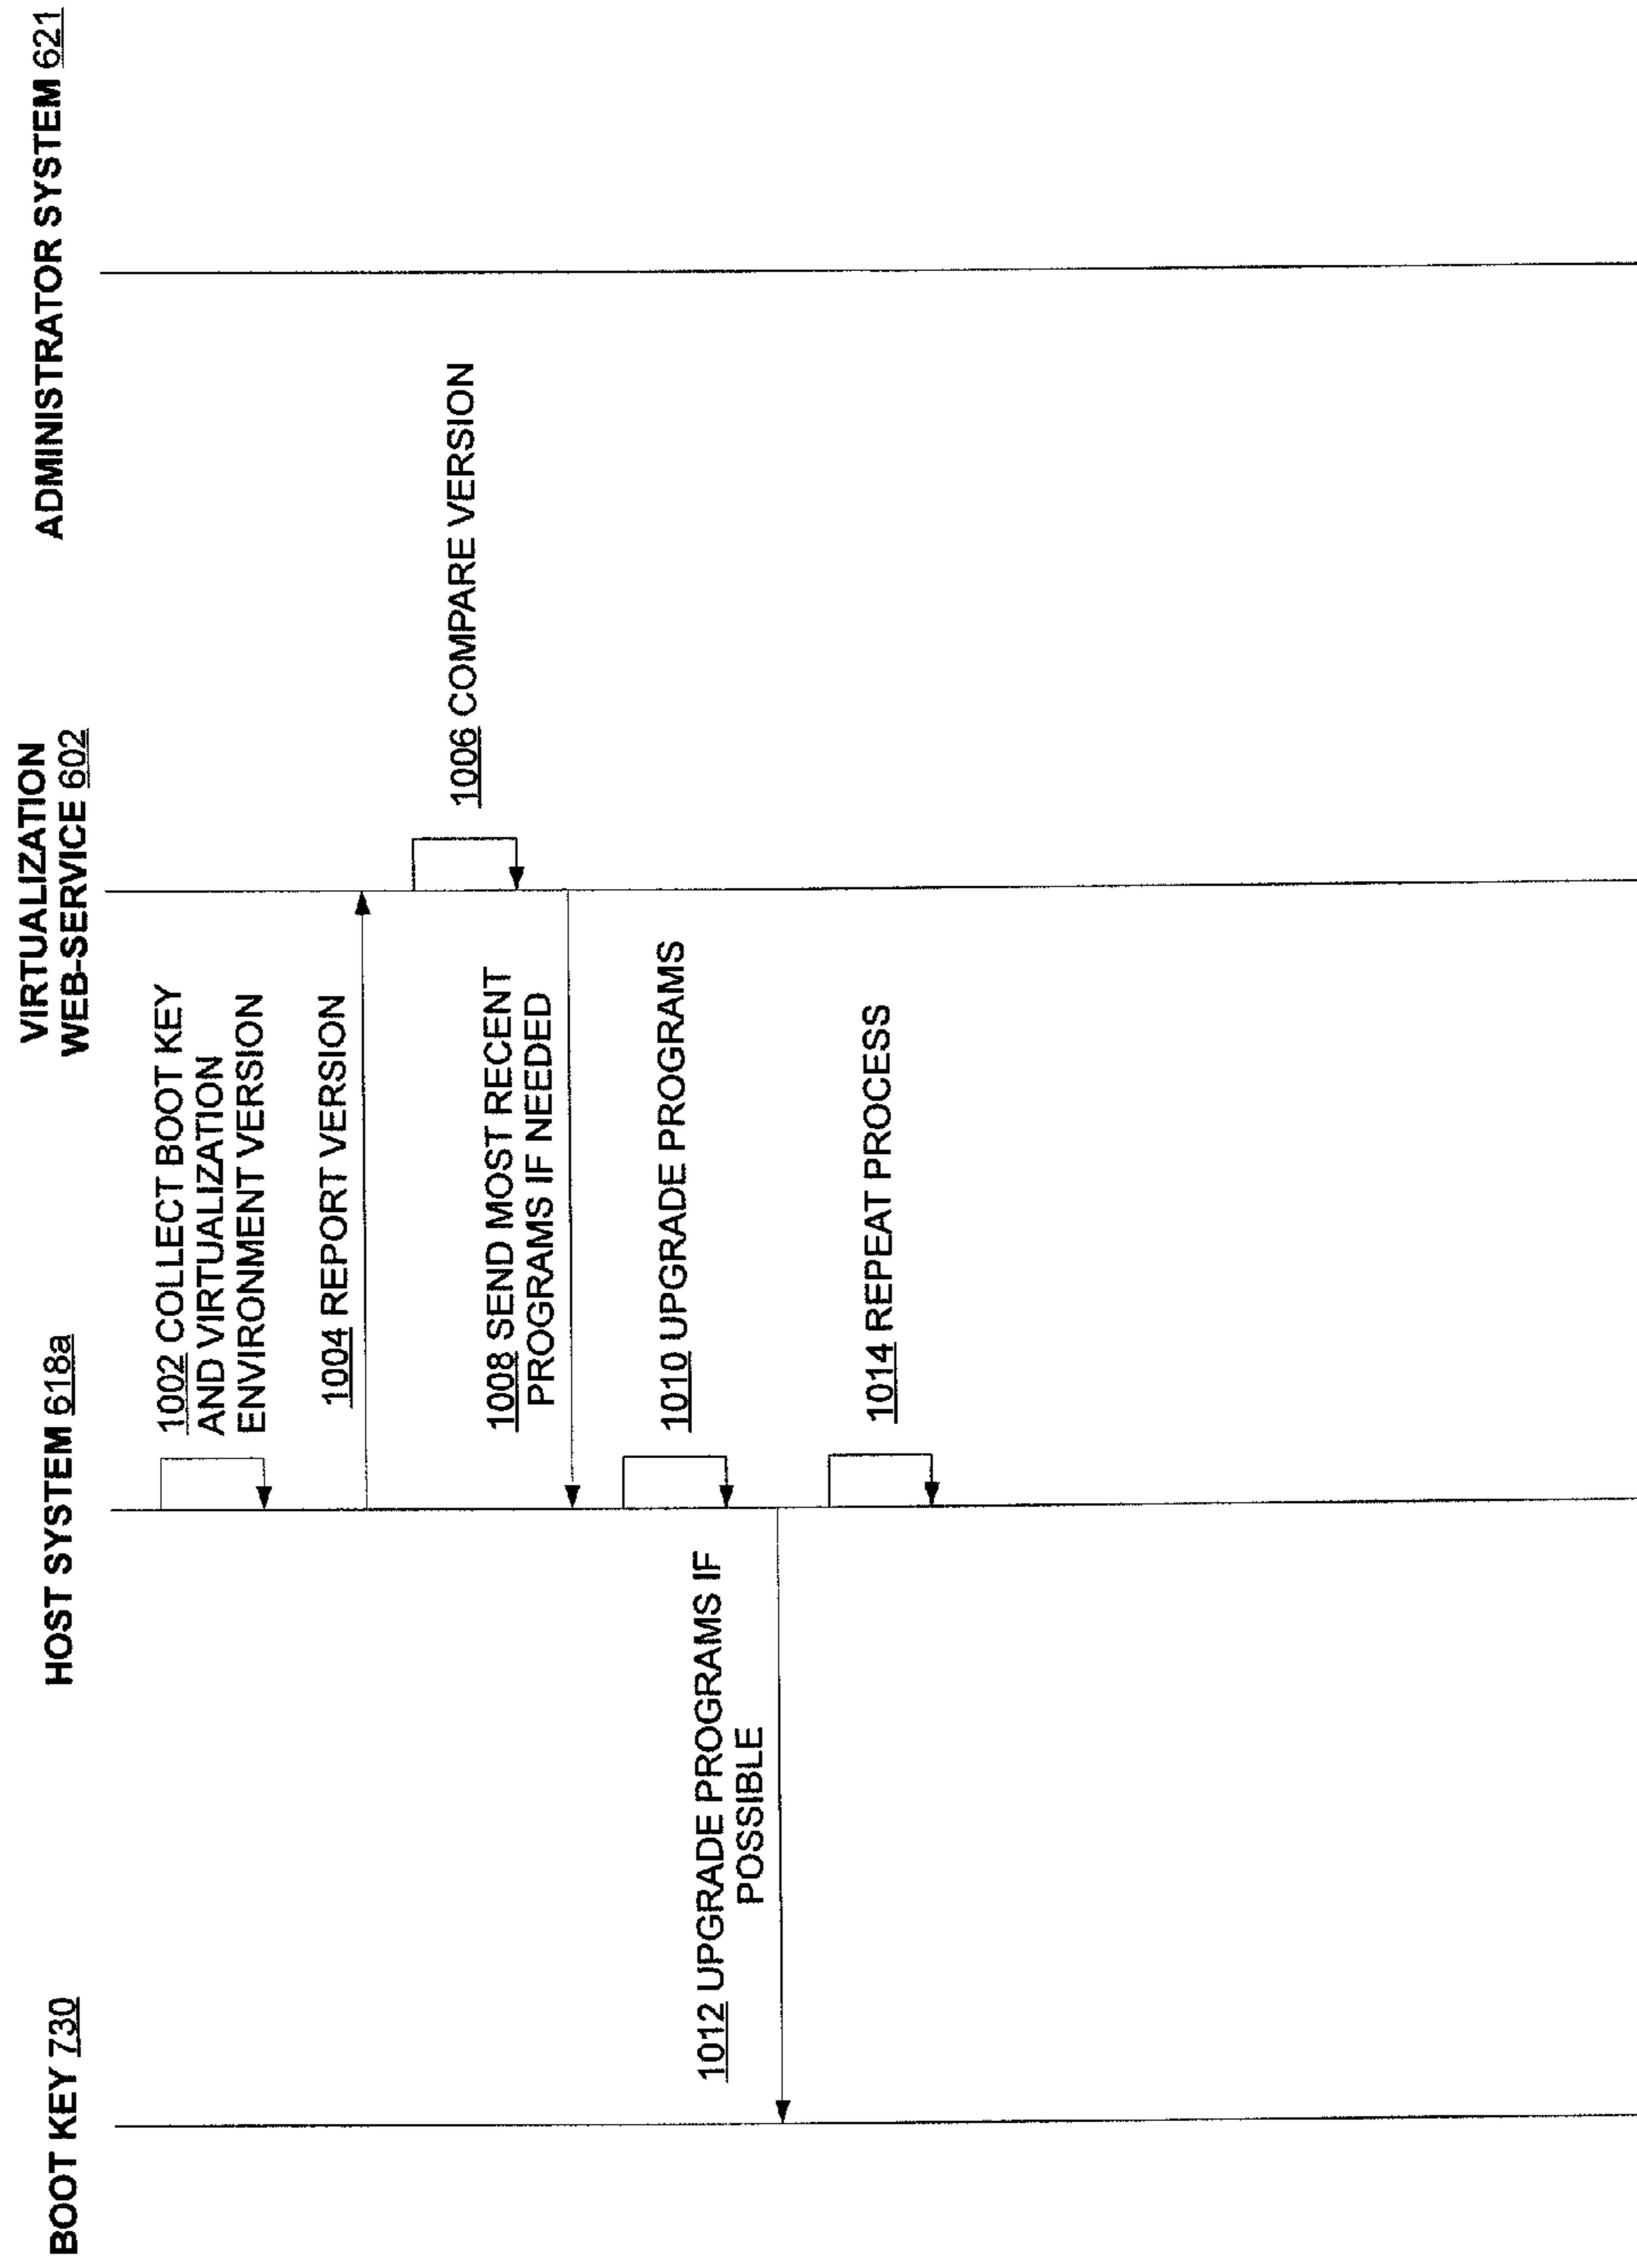 BOOT KEY 730
HOST SYSTEM 618a
VIRTUALIZATION
WEB-SERVICE 602
ADMINISTRATOR SYSTEM 621
1002 COLLECT BOOT KEY
AND VIRTUALIZATION
ENVIRONMENT VERSION
1004 REPORT VERSION
1006 COMPARE VERSION
1008 SEND MOST RECENT
PROGRAMS IF NEEDED
1010 UPGRADE PROGRAMS
1012 UPGRADE PROGRAMS IF
POSSIBLE
1014 REPEAT PROCESS